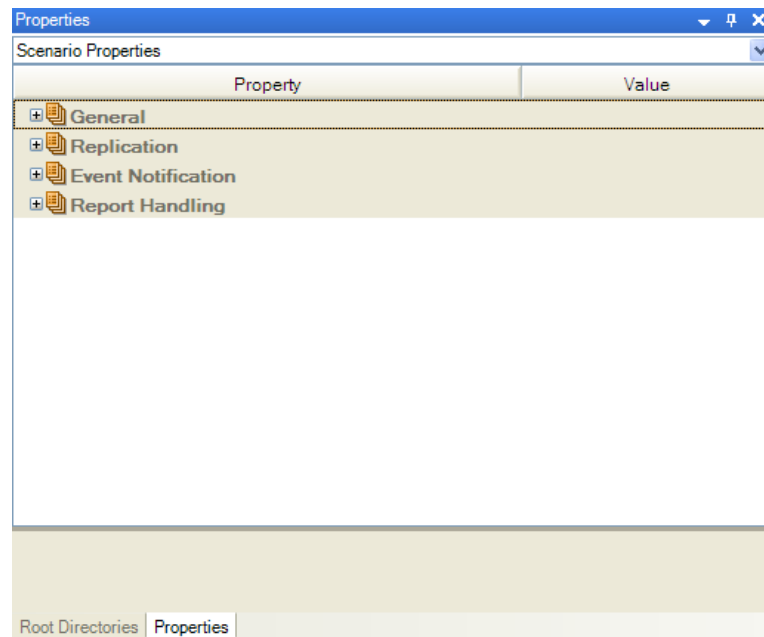 Properties
Scenario Properties
Property Value
General
Replication
Event Notification
Report Handling
Root Directories Properties